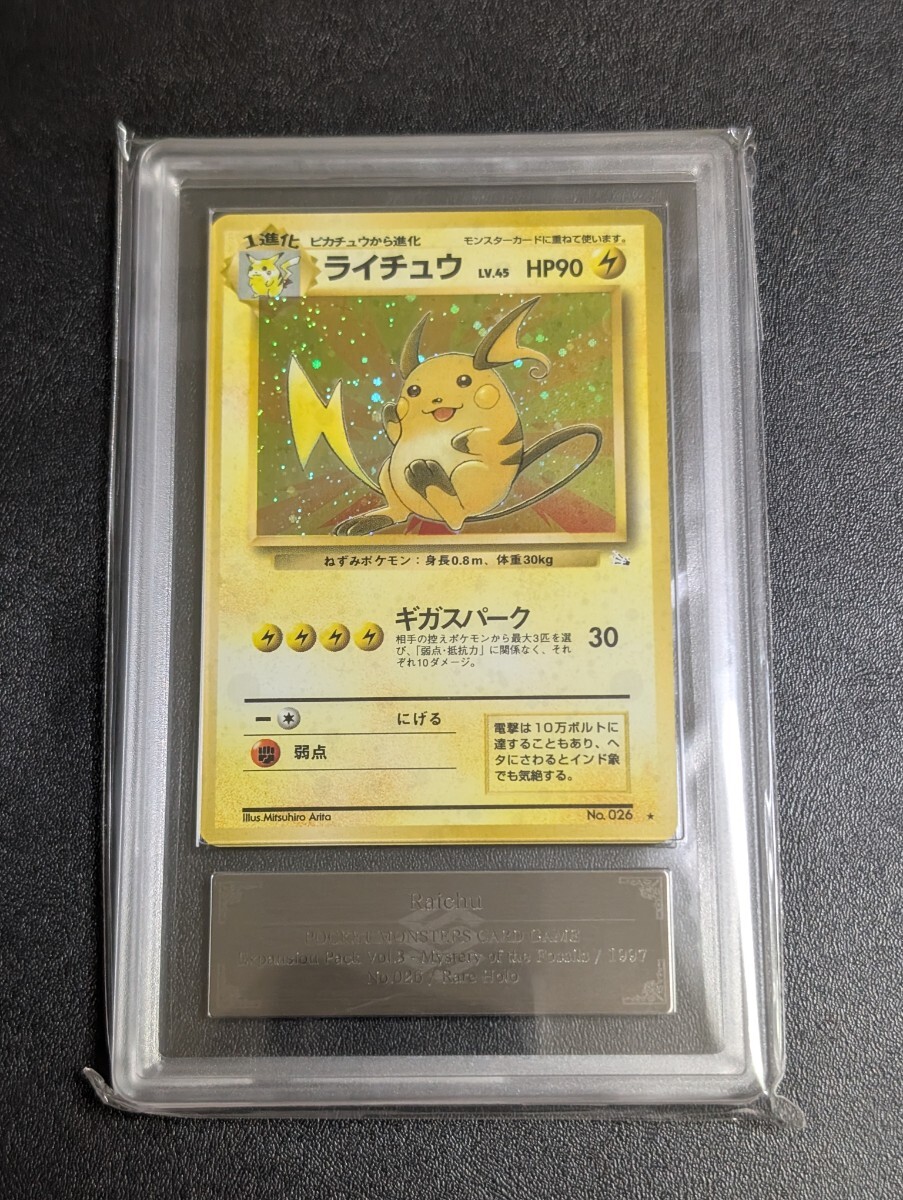 1進化 ピカチュウから進化 モンスターカードに重ねて使います。
ライチュウ LV.45 HP90
ねずみポケモン：身長0.8m、体重30kg
ギガスパーク 30
相手の控えポケモンから最大3匹を選
び、「弱点・抵抗力」に関係なく、それ
ぞれ10ダメージ。
ー にげる
弱点
電撃は10万ボルトに
達することもあり、ヘ
タにさわるとインド象
でも気絶する。
Illus.Mitsuhiro Arita No. 026 ★
Raichu
POCKET MONSTERS CARD GAME
Expansion Pack Vol.3 -Mystery of the Fossils / 1997
No.026 / Rare Holo